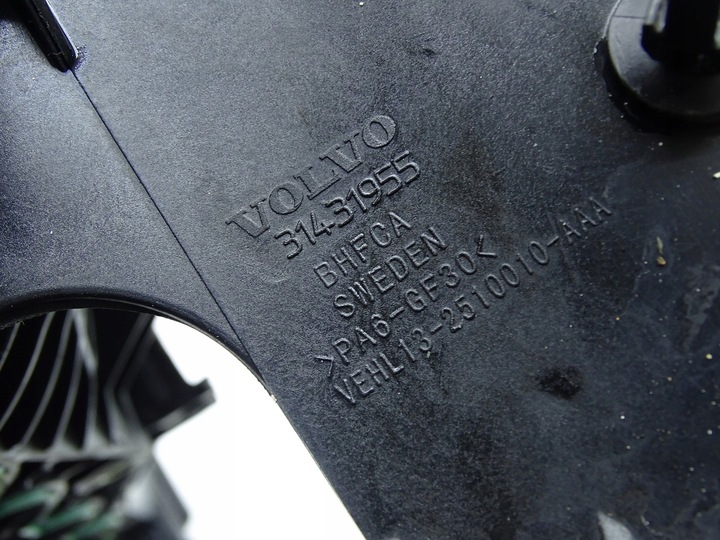 VOLVO
31431955
BHFCA
SWEDEN
>PA6-GF30<
VEHL13-2510010-AAA